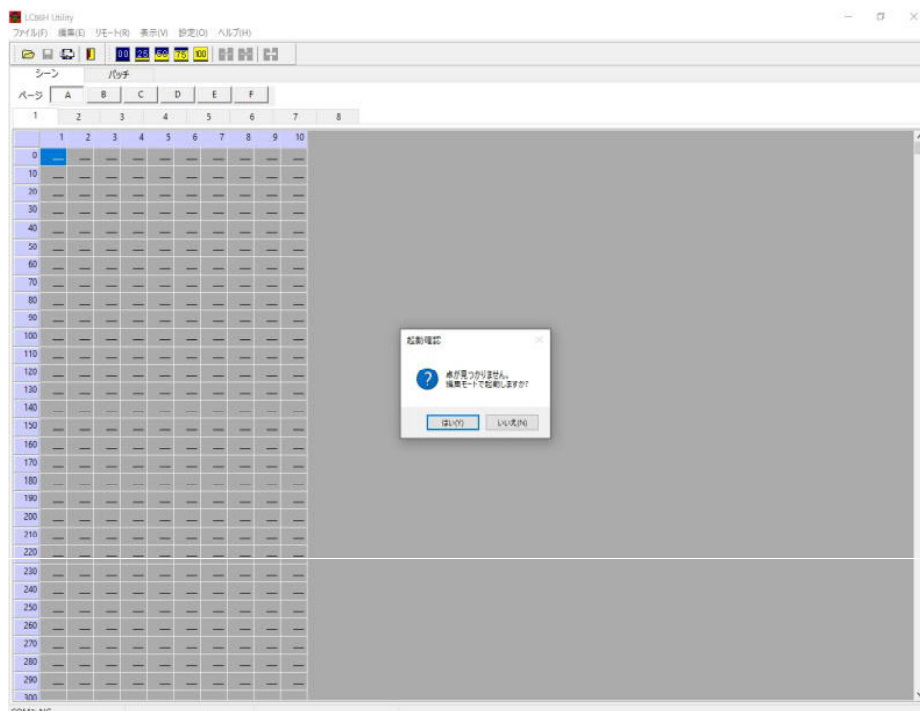 Utility
ファイル(F) 編集(E) リモート(R) 表示(V) 設定(O) ヘルプ(H)
00 25 50 75 100
シーン パッチ
ページ A B C D E F
1 2 3 4 5 6 7 8
1 2 3 4 5 6 7 8 9 10
0
10
20
30
40
50
60
70
80
90
100
110
120
130
140
150
160
170
180
190
200
210
220
230
240
250
260
270
280
290
300
起動確認
卓が見つかりません。
編集モードで起動しますか?
はい(Y) いいえ(N)